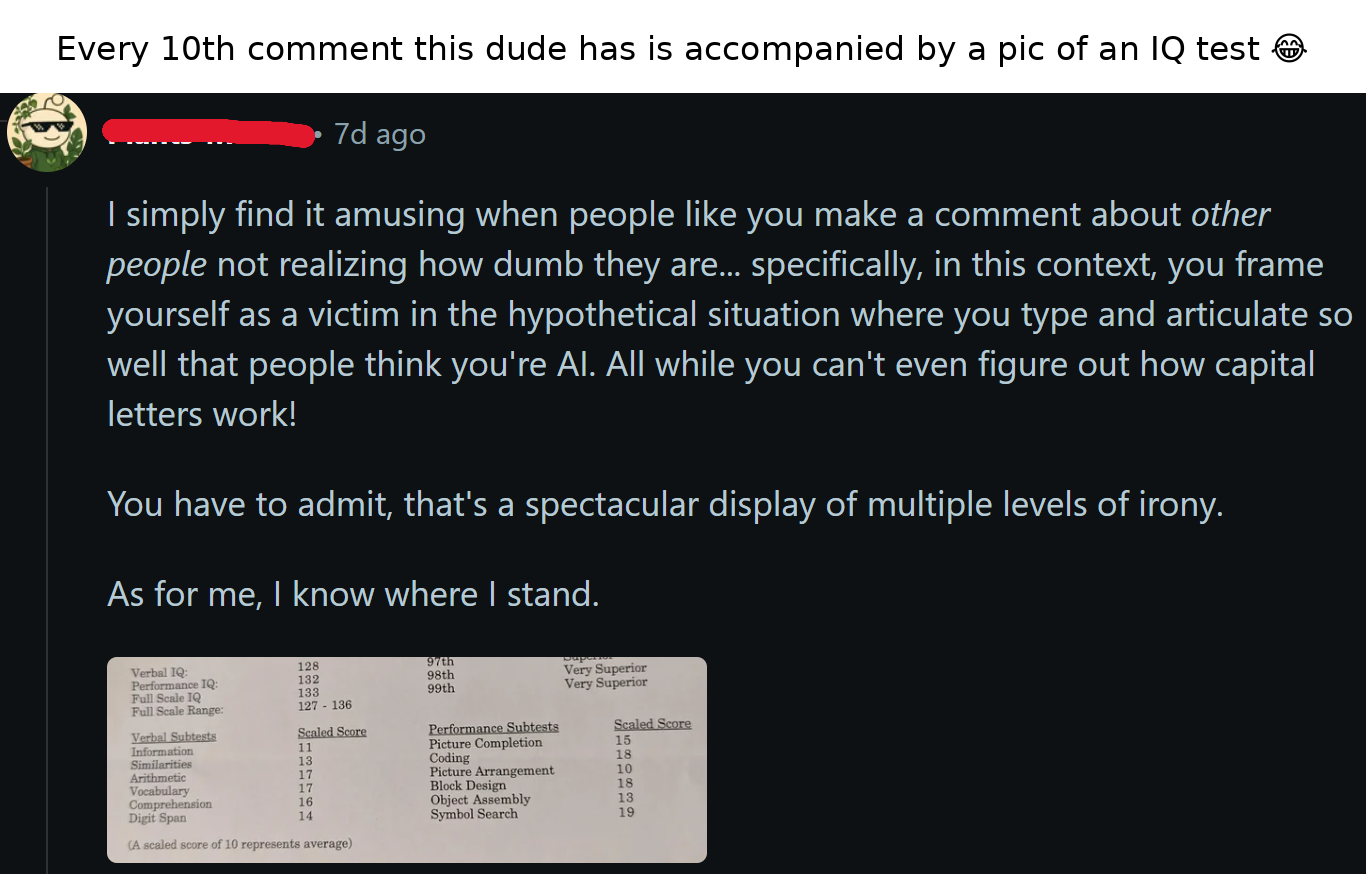 Every 10th comment this dude has is accompanied by a pic of an IQ test 😂
• 7d ago
I simply find it amusing when people like you make a comment about other
people not realizing how dumb they are... specifically, in this context, you frame
yourself as a victim in the hypothetical situation where you type and articulate so
well that people think you're AI. All while you can't even figure out how capital
letters work!
You have to admit, that's a spectacular display of multiple levels of irony.
As for me, I know where I stand.
Verbal IQ: 128 97th Superior
Performance IQ: 132 98th Very Superior
Full Scale IQ 133 99th Very Superior
Full Scale Range: 127 - 136
Verbal Subtests Scaled Score Performance Subtests Scaled Score
Information 11 Picture Completion 15
Similarities 13 Coding 18
Arithmetic 17 Picture Arrangement 10
Vocabulary 17 Block Design 18
Comprehension 16 Object Assembly 13
Digit Span 14 Symbol Search 19
(A scaled score of 10 represents average)